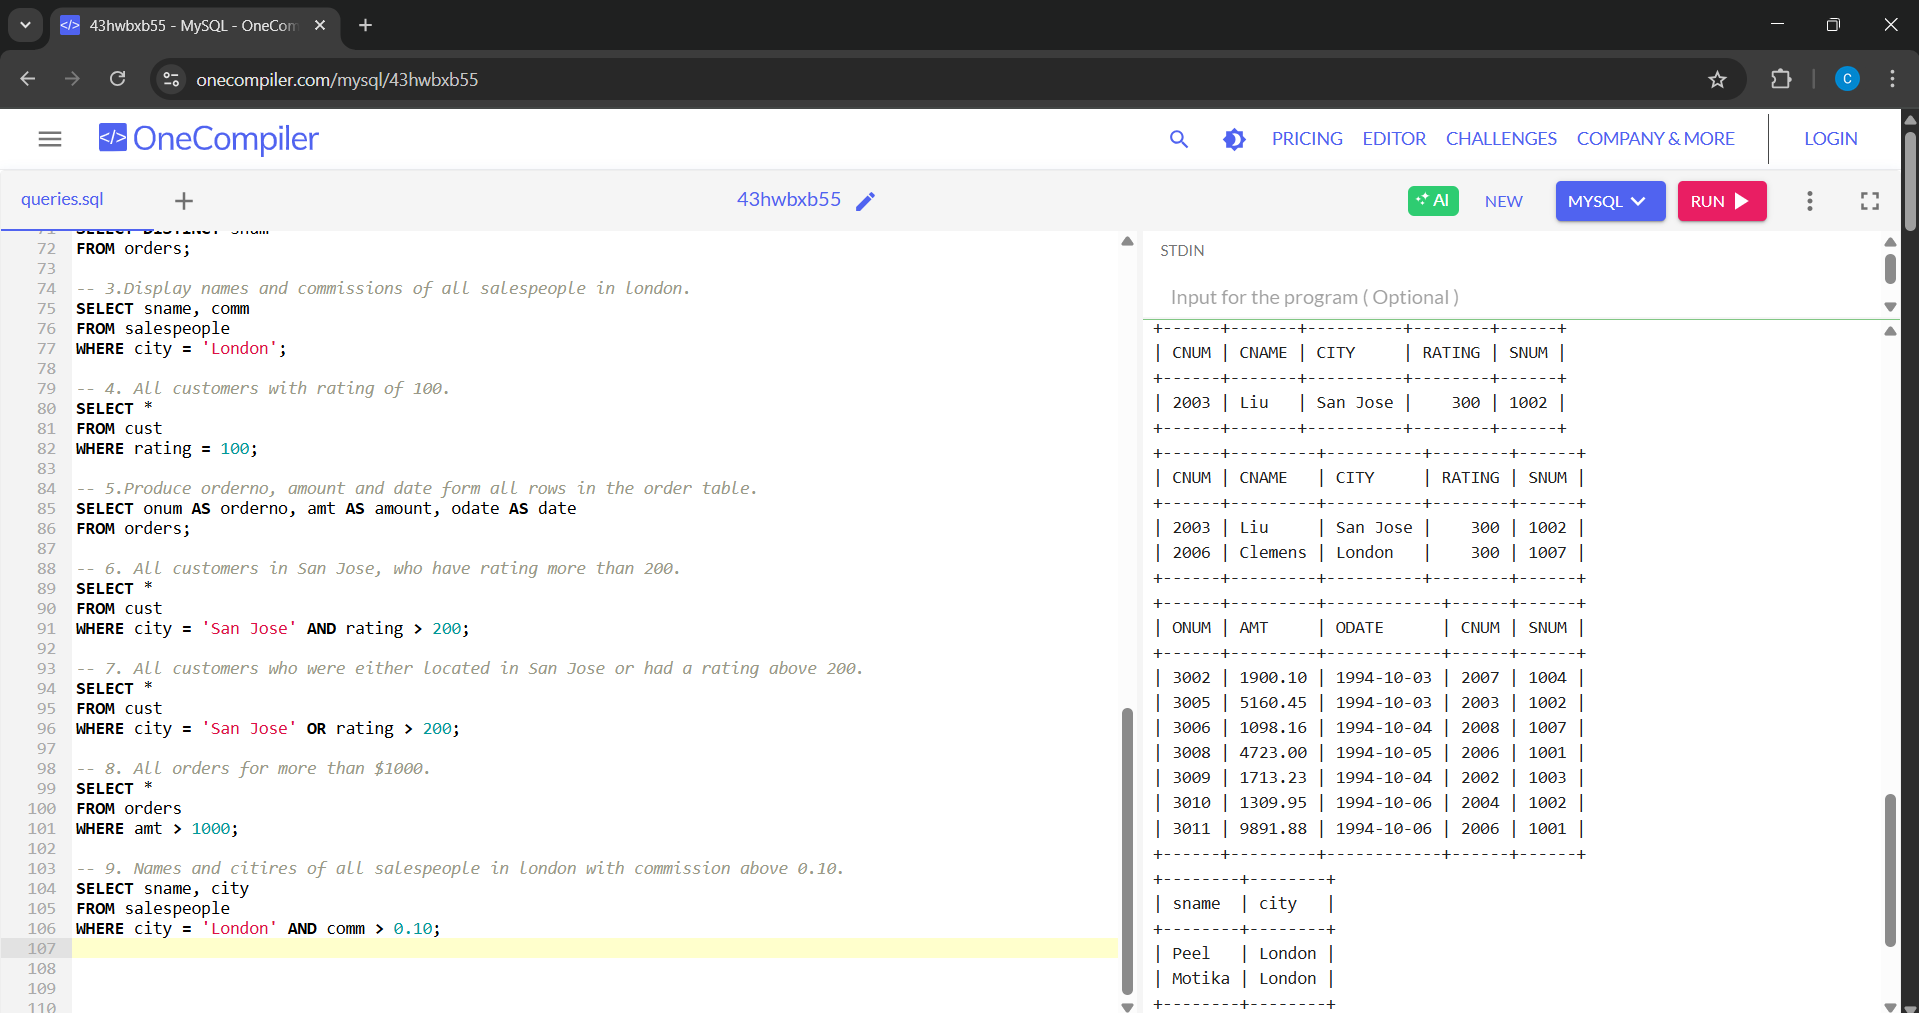 43hwbxb55 - MySQL - OneCom
onecompiler.com/mysql/43hwbxb55
C
</> OneCompiler
PRICING EDITOR CHALLENGES COMPANY & MORE LOGIN
queries.sql
43hwbxb55
AI NEW MYSQL RUN
71 SELECT DISTINCT snum
72 FROM orders;
73
74 -- 3.Display names and commissions of all salespeople in london.
75 SELECT sname, comm
76 FROM salespeople
77 WHERE city = 'London';
78
79 -- 4. All customers with rating of 100.
80 SELECT *
81 FROM cust
82 WHERE rating = 100;
83
84 -- 5.Produce orderno, amount and date form all rows in the order table.
85 SELECT onum AS orderno, amt AS amount, odate AS date
86 FROM orders;
87
88 -- 6. All customers in San Jose, who have rating more than 200.
89 SELECT *
90 FROM cust
91 WHERE city = 'San Jose' AND rating > 200;
92
93 -- 7. All customers who were either located in San Jose or had a rating above 200.
94 SELECT *
95 FROM cust
96 WHERE city = 'San Jose' OR rating > 200;
97
98 -- 8. All orders for more than $1000.
99 SELECT *
100 FROM orders
101 WHERE amt > 1000;
102
103 -- 9. Names and citires of all salespeople in london with commission above 0.10.
104 SELECT sname, city
105 FROM salespeople
106 WHERE city = 'London' AND comm > 0.10;
107
108
109
110
STDIN
Input for the program ( Optional )
+------+-------+----------+--------+------+
| CNUM | CNAME | CITY     | RATING | SNUM |
+------+-------+----------+--------+------+
| 2003 | Liu   | San Jose |    300 | 1002 |
+------+-------+----------+--------+------+
+------+---------+----------+--------+------+
| CNUM | CNAME   | CITY     | RATING | SNUM |
+------+---------+----------+--------+------+
| 2003 | Liu     | San Jose |    300 | 1002 |
| 2006 | Clemens | London   |    300 | 1007 |
+------+---------+----------+--------+------+
+------+---------+------------+------+------+
| ONUM | AMT     | ODATE      | CNUM | SNUM |
+------+---------+------------+------+------+
| 3002 | 1900.10 | 1994-10-03 | 2007 | 1004 |
| 3005 | 5160.45 | 1994-10-03 | 2003 | 1002 |
| 3006 | 1098.16 | 1994-10-04 | 2008 | 1007 |
| 3008 | 4723.00 | 1994-10-05 | 2006 | 1001 |
| 3009 | 1713.23 | 1994-10-04 | 2002 | 1003 |
| 3010 | 1309.95 | 1994-10-06 | 2004 | 1002 |
| 3011 | 9891.88 | 1994-10-06 | 2006 | 1001 |
+------+---------+------------+------+------+
+--------+--------+
| sname  | city   |
+--------+--------+
| Peel   | London |
| Motika | London |
+--------+--------+